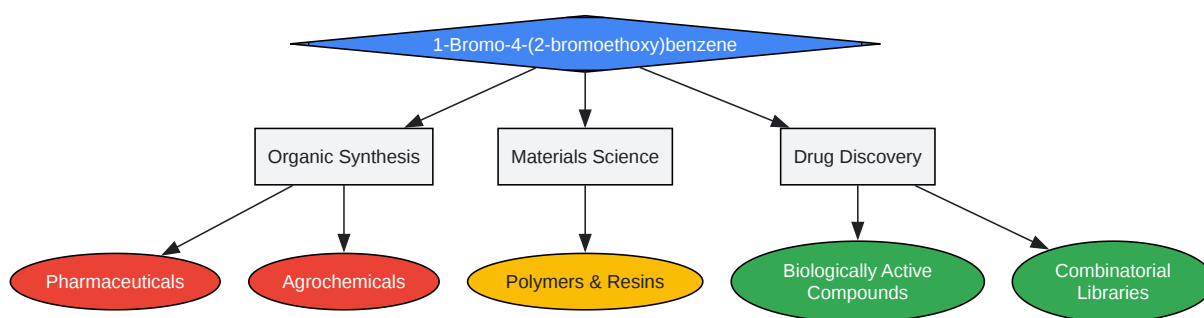 1-Bromo-4-(2-bromoethoxy)benzene
Organic Synthesis
Materials Science
Drug Discovery
Pharmaceuticals
Agrochemicals
Polymers & Resins
Biologically Active
Compounds
Combinatorial
Libraries